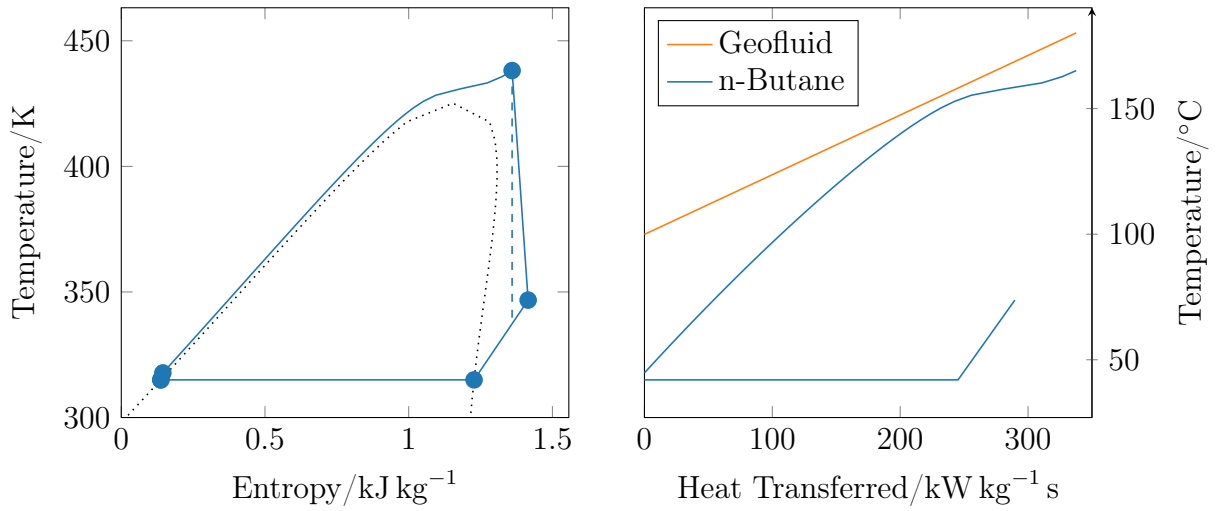 450
400
350
300
0
0.5
1
1.5
Temperature/K
Entropy/kJ kg⁻¹
Geofluid
n-Butane
150
100
50
0
100
200
300
Temperature/°C
Heat Transferred/kW kg⁻¹ s